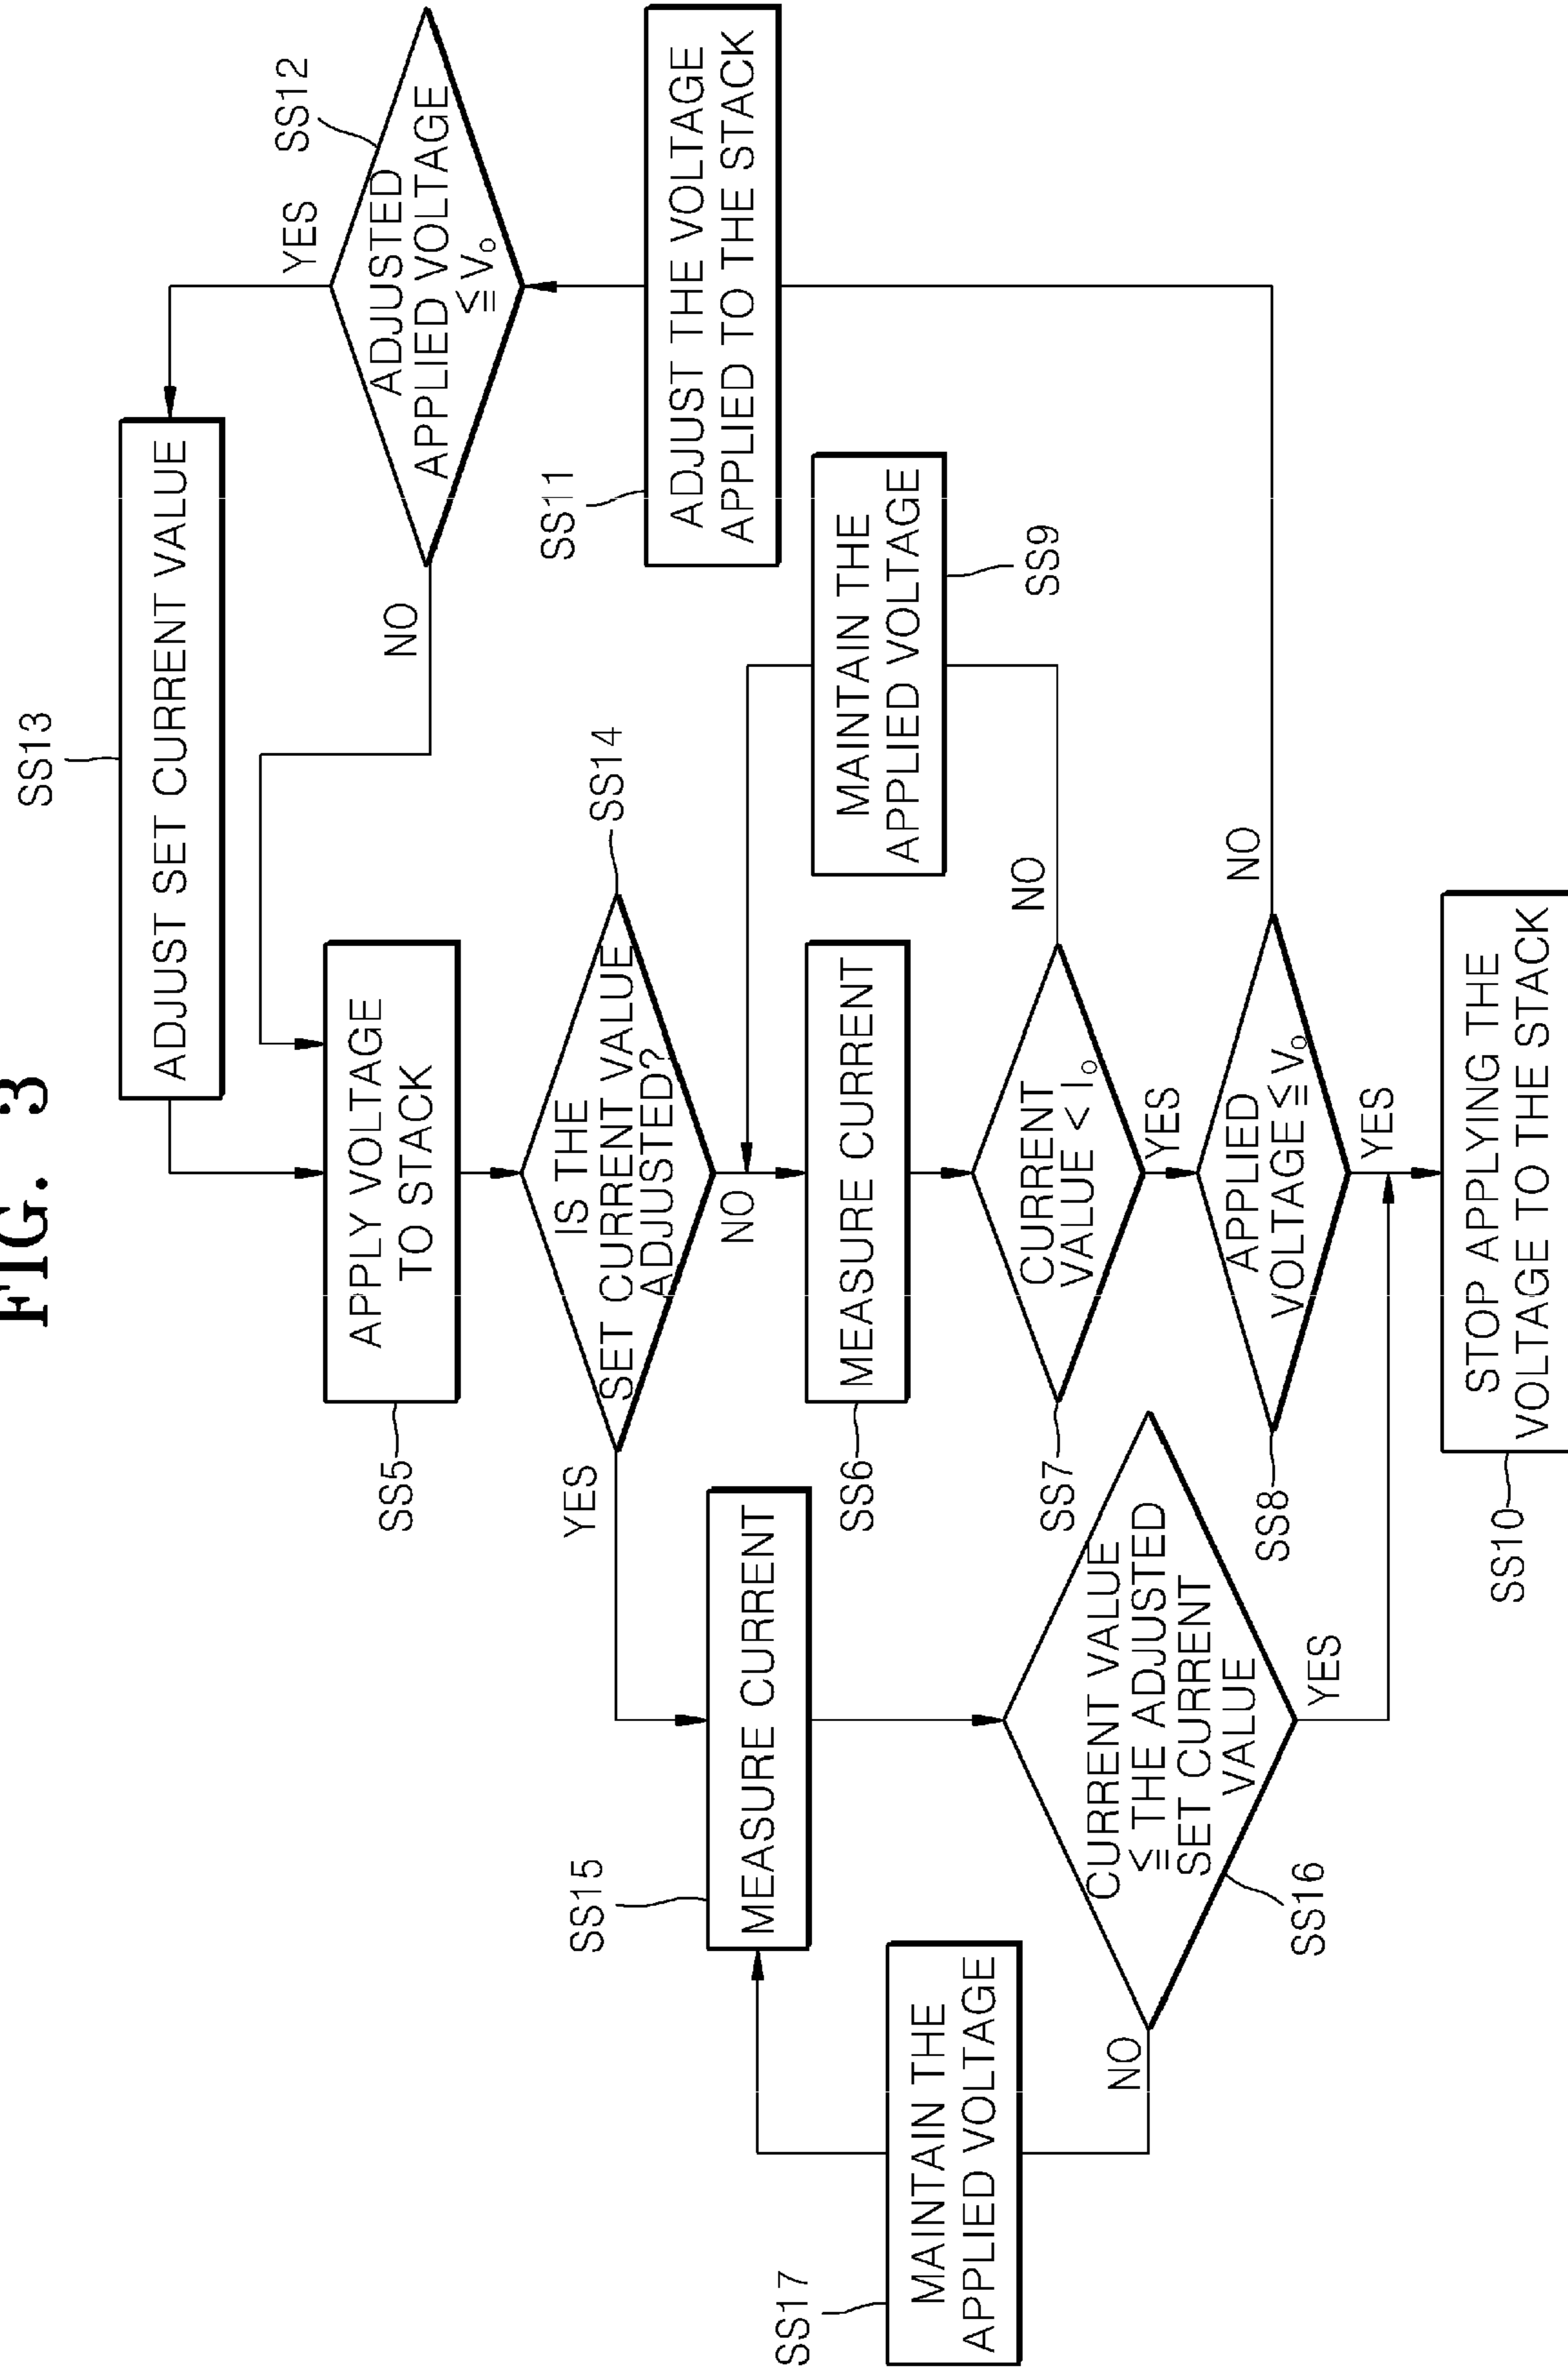 FIG. 3
SS13
ADJUST SET CURRENT VALUE
SS12
YES
ADJUSTED
APPLIED VOLTAGE
≦ Vo
NO
SS5
APPLY VOLTAGE
TO STACK
SS11
ADJUST THE VOLTAGE
APPLIED TO THE STACK
SS14
IS THE
SET CURRENT VALUE
ADJUSTED?
YES
NO
SS15
MEASURE CURRENT
SS6
MEASURE CURRENT
MAINTAIN THE
APPLIED VOLTAGE
SS9
SS17
MAINTAIN THE
APPLIED VOLTAGE
SS7
CURRENT
VALUE < Io
NO
YES
CURRENT VALUE
≦ THE ADJUSTED
SET CURRENT
VALUE
NO
SS16
YES
SS8
APPLIED
VOLTAGE ≦ Vo
NO
YES
SS10
STOP APPLYING THE
VOLTAGE TO THE STACK